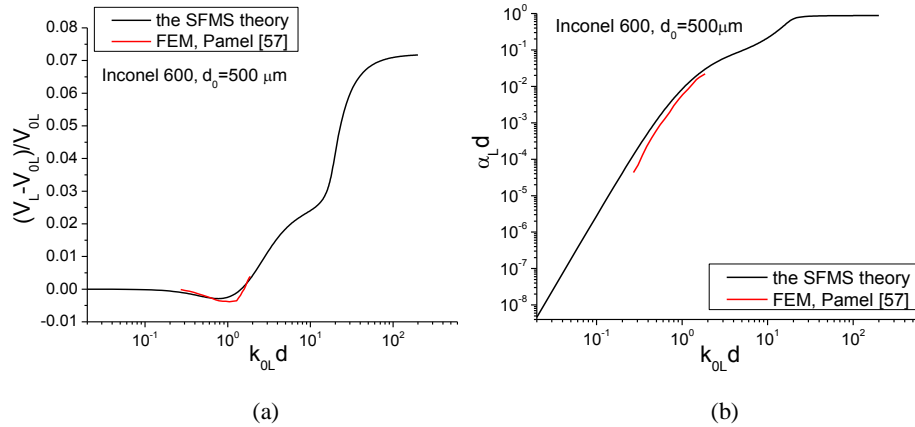 the SFMS theory
FEM, Pamel [57]
Inconel 600, d0=500 μm
0.07
0.06
0.05
0.04
0.03
0.02
0.01
0.00
-0.01
(VL-V0L)/V0L
10-1
100
101
102
k0Ld
(a)
Inconel 600, d0=500μm
100
10-1
10-2
10-3
10-4
10-5
10-6
10-7
10-8
αLd
the SFMS theory
FEM, Pamel [57]
10-1
100
101
102
k0Ld
(b)